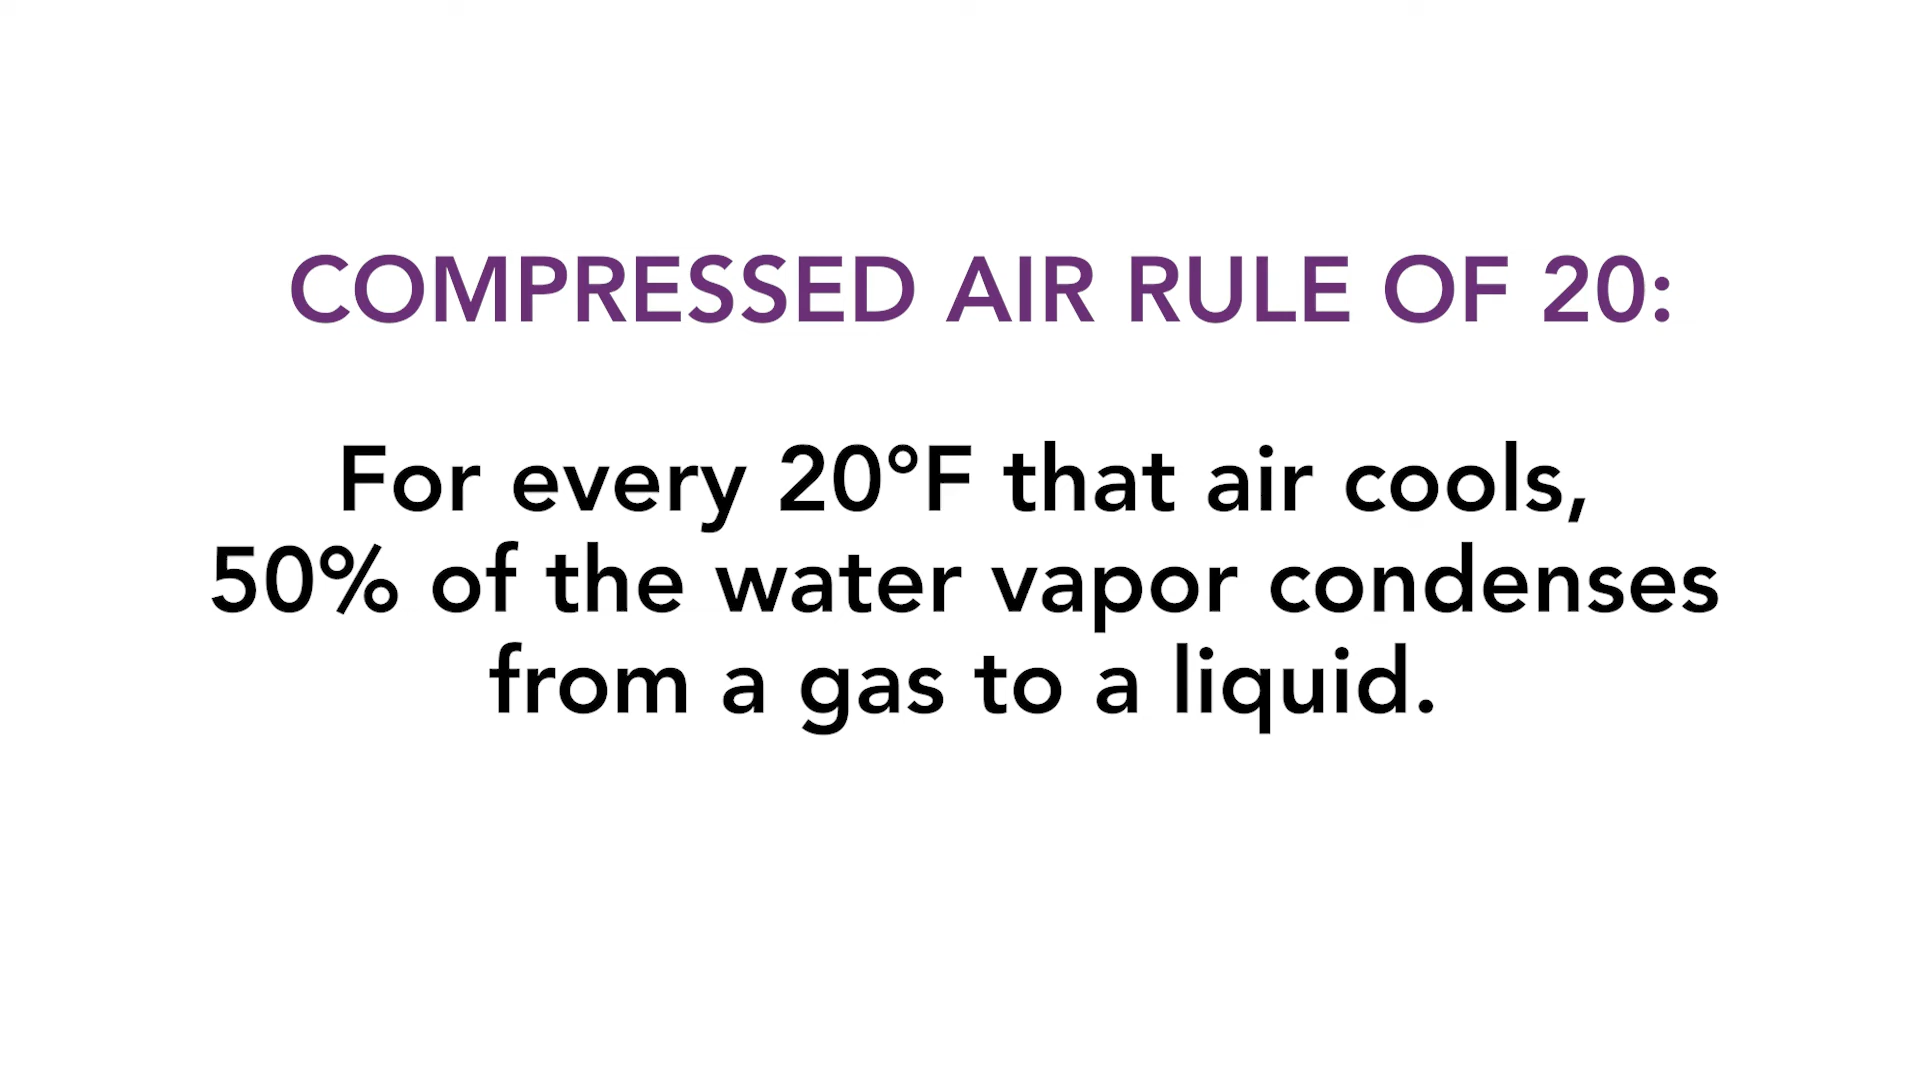 COMPRESSED AIR RULE OF 20:
For every 20°F that air cools,
50% of the water vapor condenses
from a gas to a liquid.